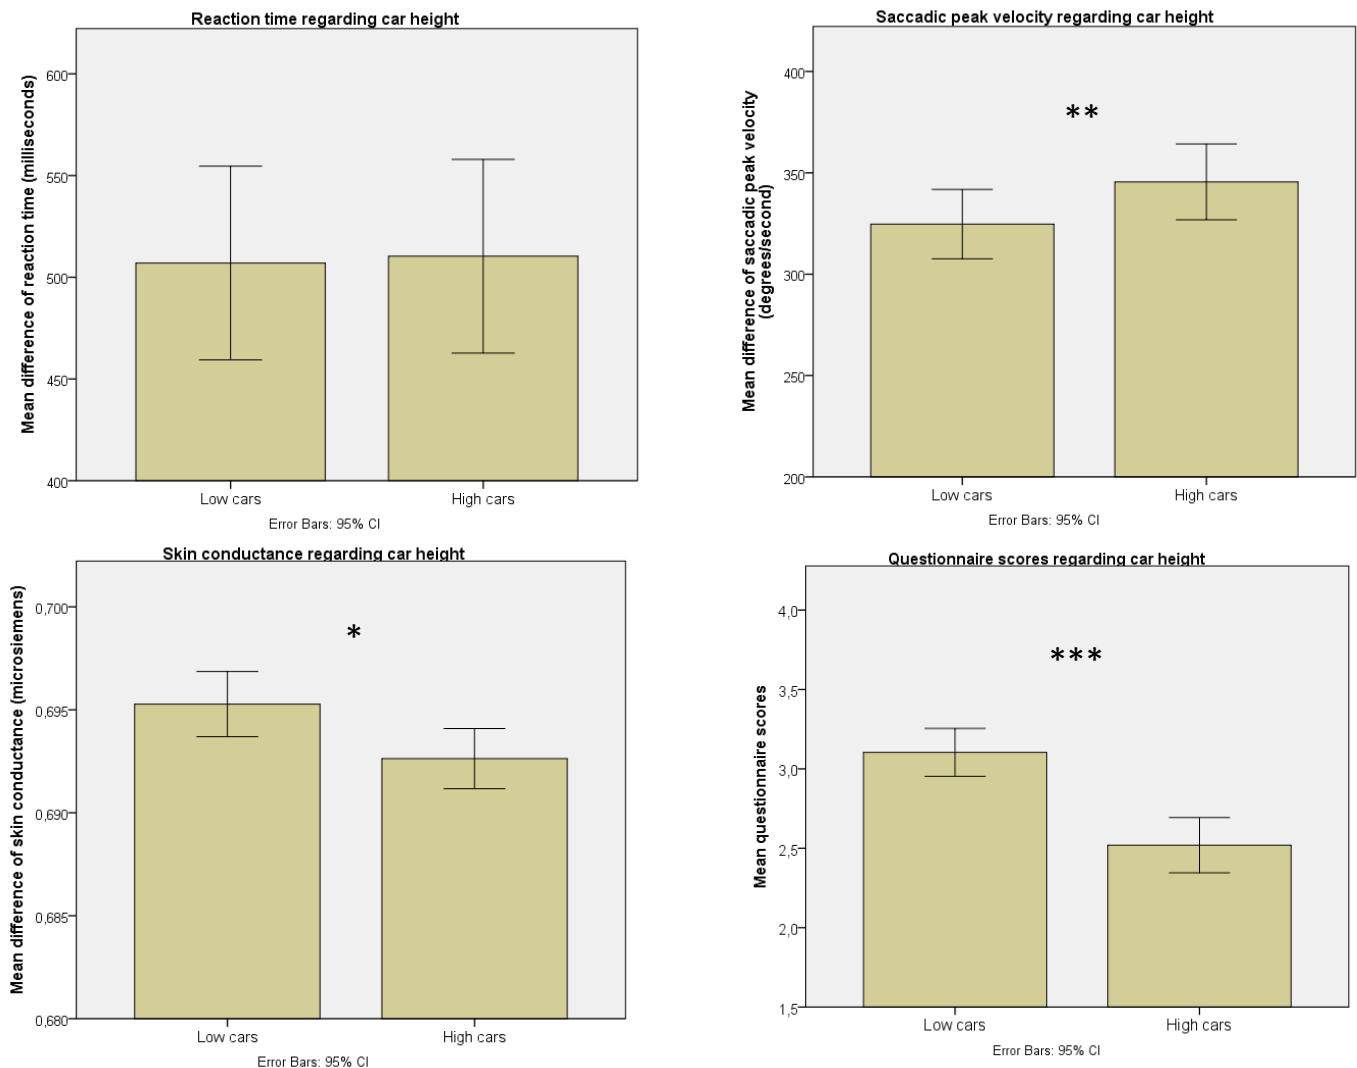 Reaction time regarding car height
Mean difference of reaction time (milliseconds)
600
550
500
450
400
Low cars
High cars
Error Bars: 95% CI
Saccadic peak velocity regarding car height
Mean difference of saccadic peak velocity
(degrees/second)
400
350
300
250
200
**
Low cars
High cars
Error Bars: 95% CI
Skin conductance regarding car height
Mean difference of skin conductance (microsiemens)
0,700
0,695
0,690
0,685
0,680
*
Low cars
High cars
Error Bars: 95% CI
Questionnaire scores regarding car height
Mean questionnaire scores
4,0
3,5
3,0
2,5
2,0
1,5
***
Low cars
High cars
Error Bars: 95% CI